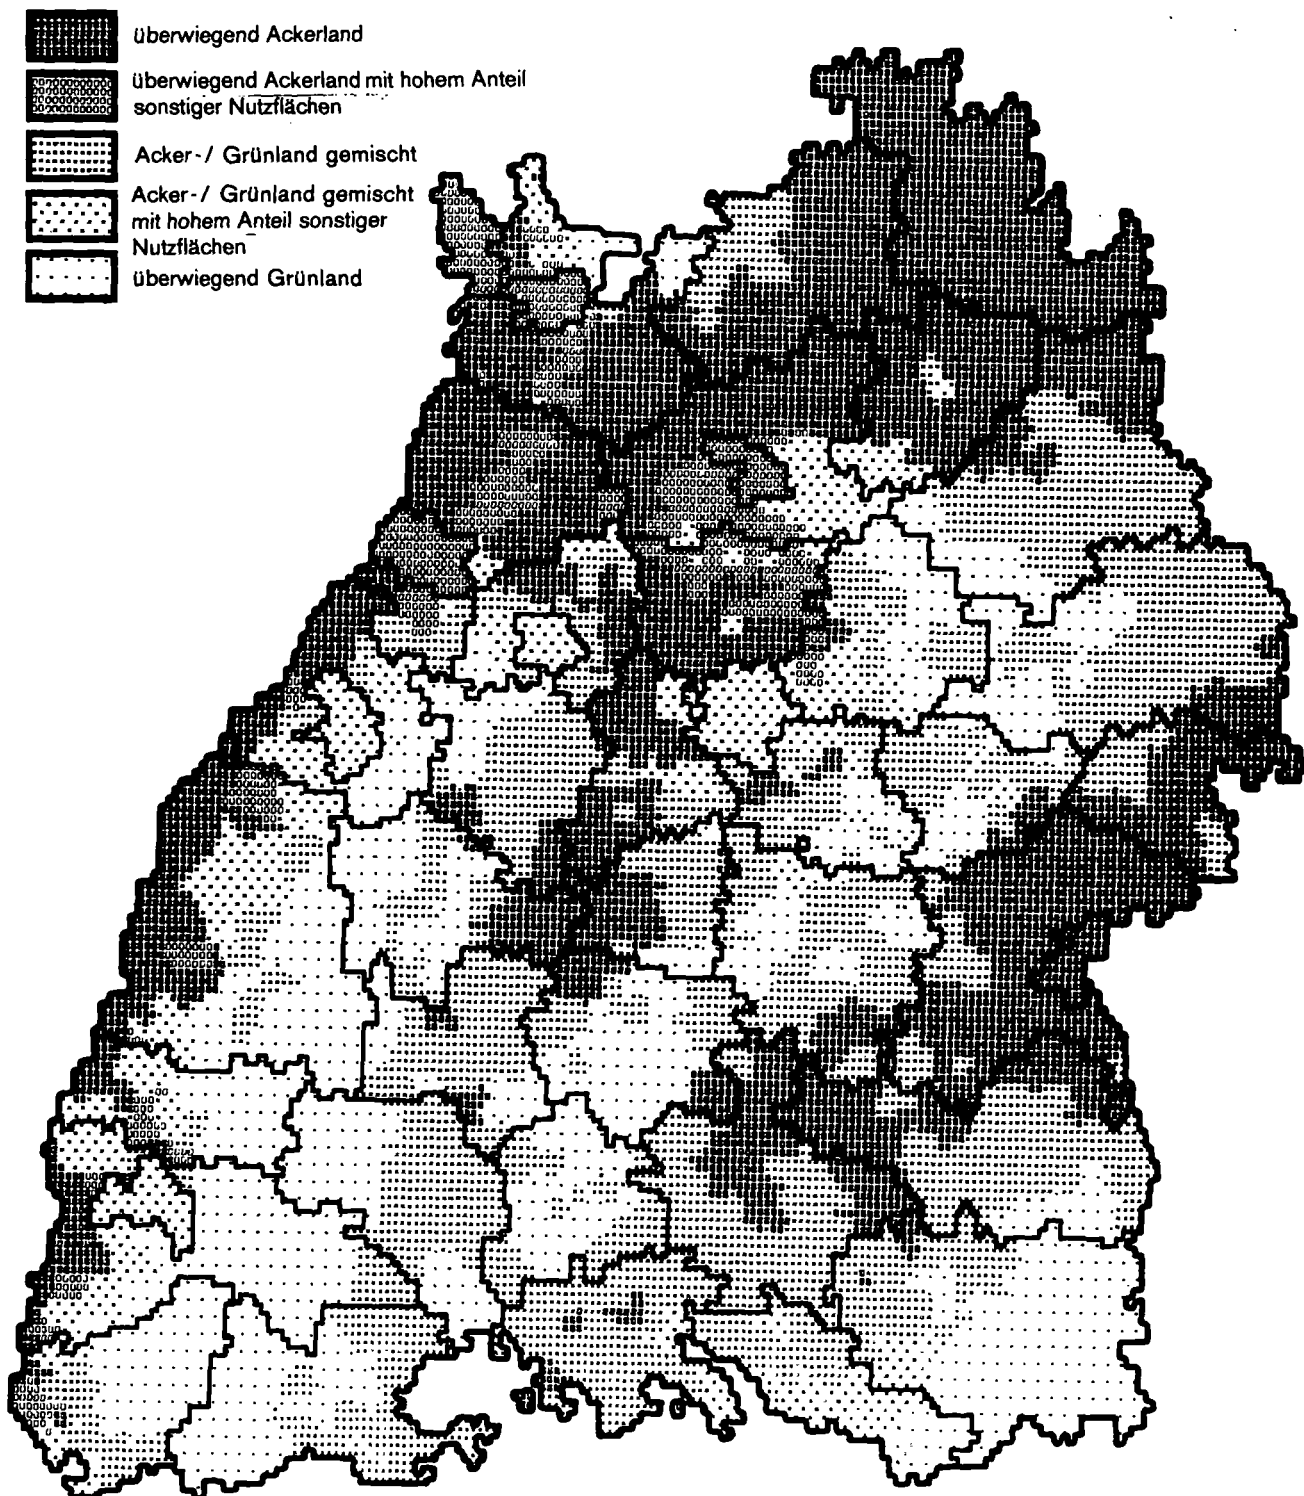 überwiegend Ackerland
überwiegend Ackerland mit hohem Anteil
sonstiger Nutzflächen
Acker-/ Grünland gemischt
Acker-/ Grünland gemischt
mit hohem Anteil sonstiger
Nutzflächen
überwiegend Grünland